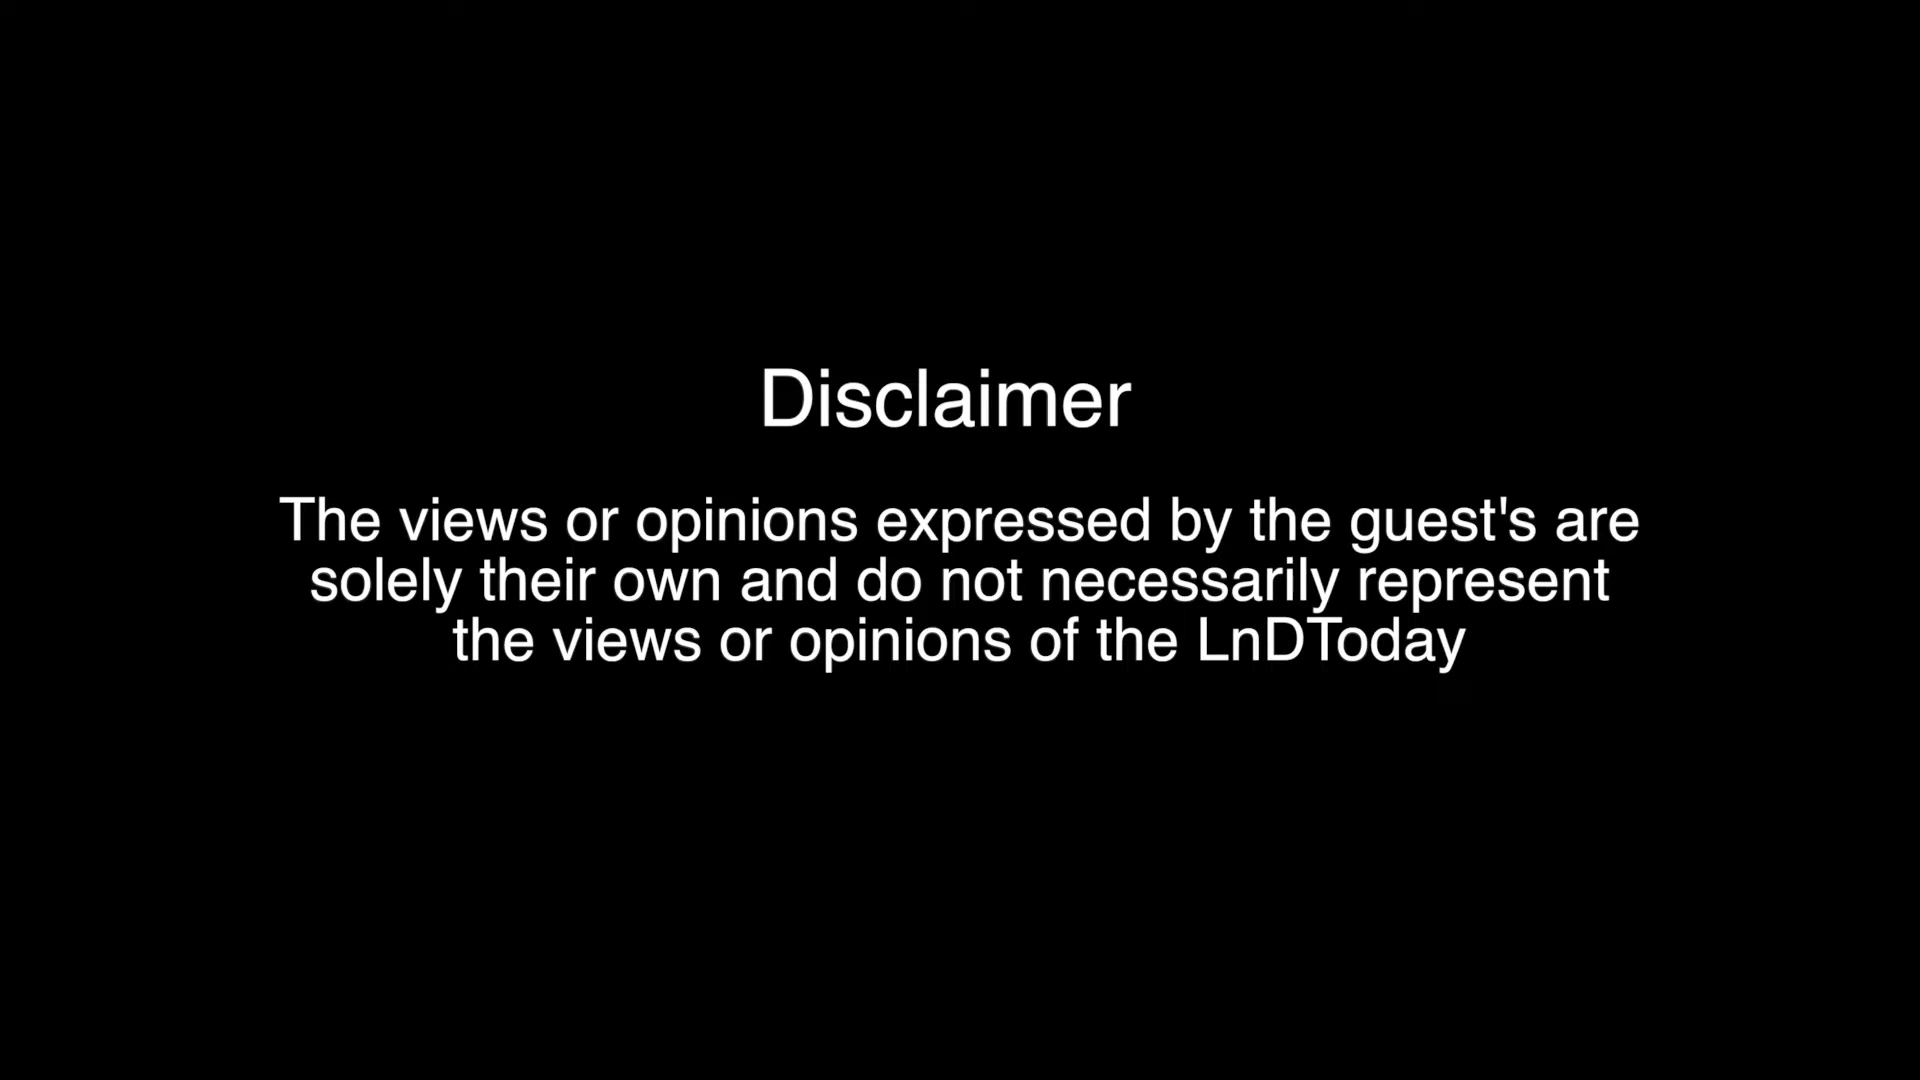 Disclaimer
The views or opinions expressed by the guest's are
solely their own and do not necessarily represent
the views or opinions of the LnDToday